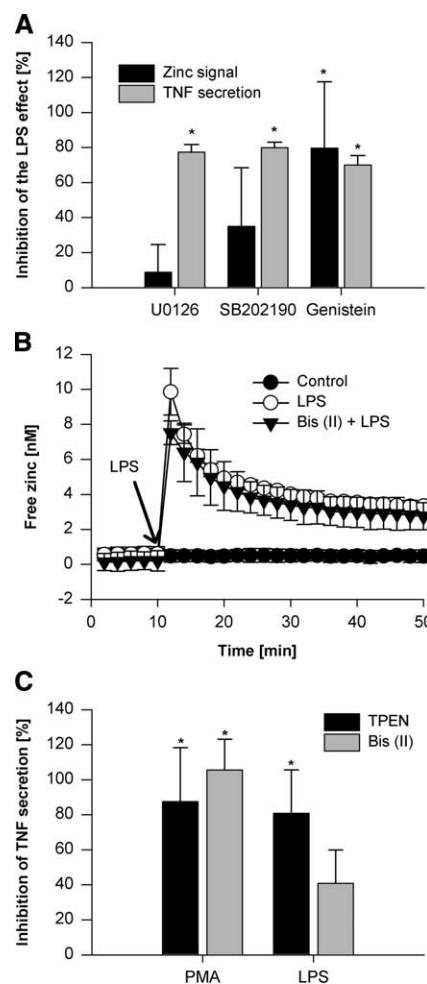 A
Inhibition of the LPS effect [%]
140
120
100
80
60
40
20
0
Zinc signal
TNF secretion
*
*
*
*
U0126 SB202190 Genistein
B
Free zinc [nM]
12
10
8
6
4
2
0
-2
Control
LPS
Bis (II) + LPS
LPS
0 10 20 30 40 50
Time [min]
C
Inhibition of TNF secretion [%]
140
120
100
80
60
40
20
0
TPEN
Bis (II)
*
*
*
PMA LPS